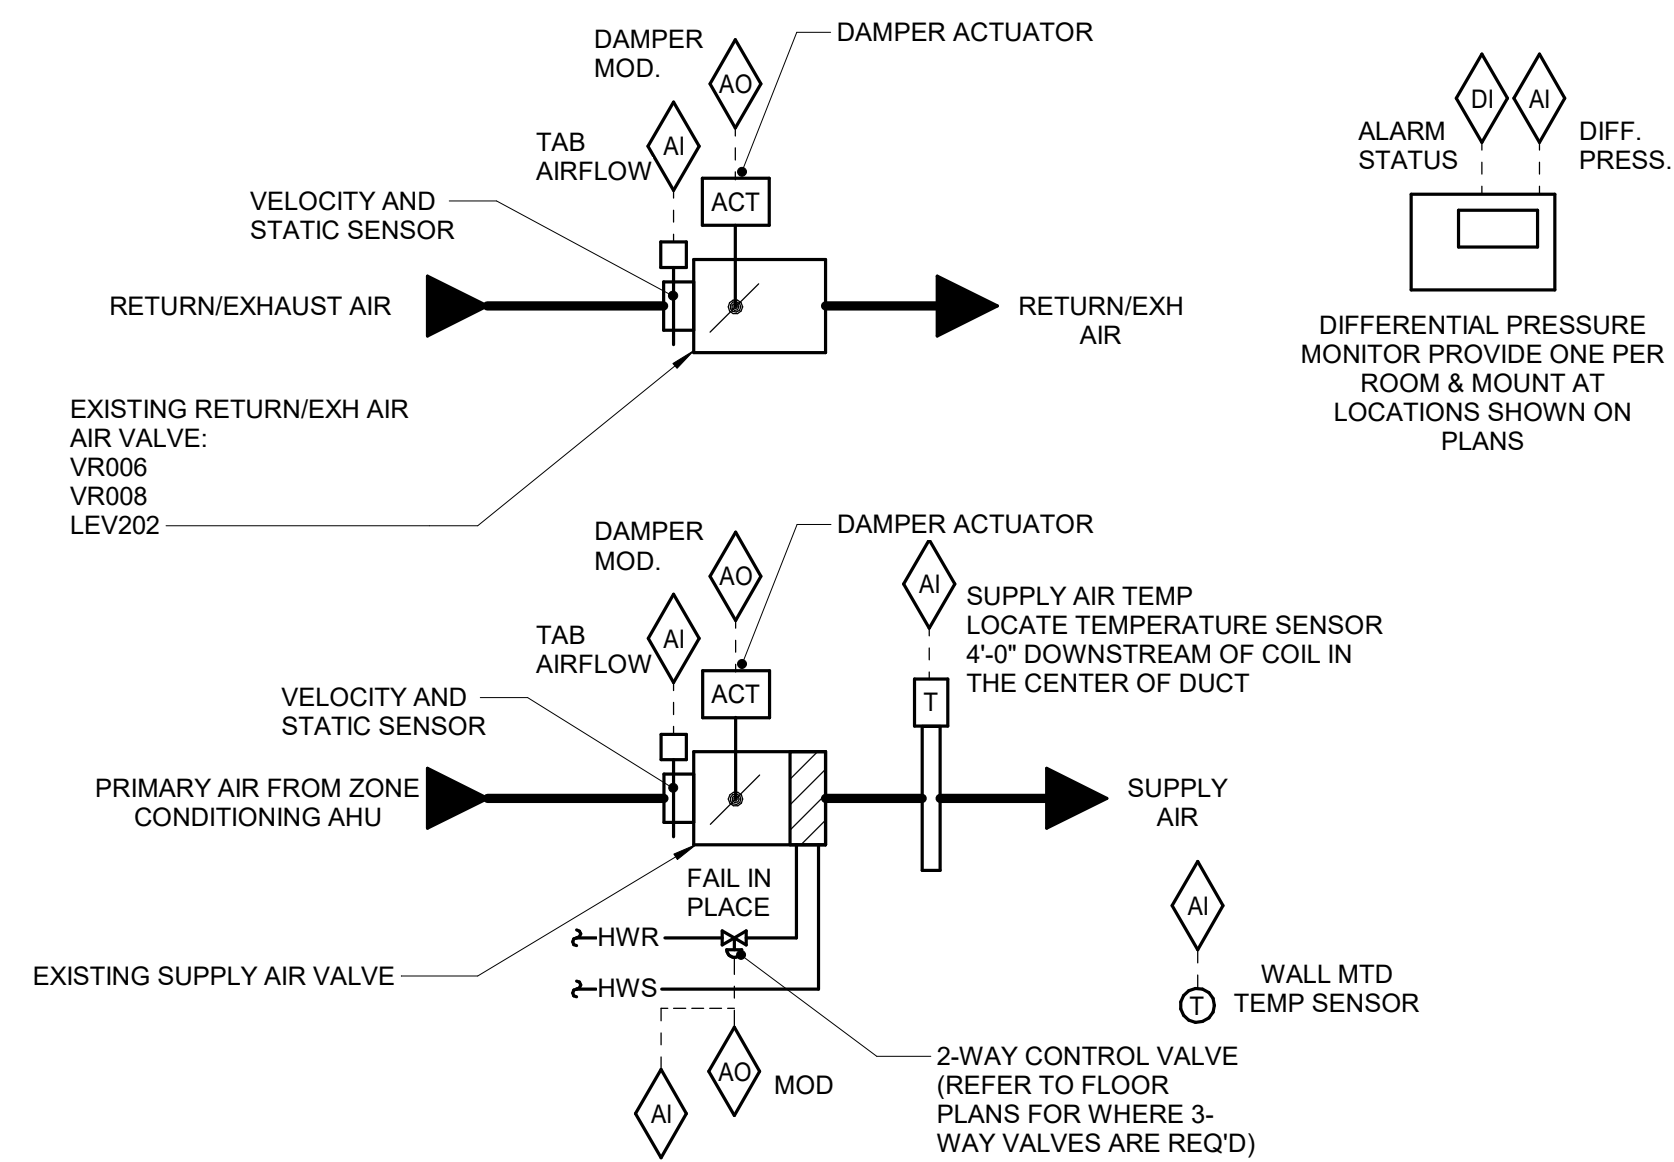 DAMPER ACTUATOR
DAMPER
MOD.
AO
TAB
AIRFLOW
AI
ACT
VELOCITY AND
STATIC SENSOR
RETURN/EXHAUST AIR
RETURN/EXH
AIR
EXISTING RETURN/EXH AIR
AIR VALVE:
VR006
VR008
LEV202
DI
AI
ALARM
STATUS
DIFF.
PRESS.
DIFFERENTIAL PRESSURE
MONITOR PROVIDE ONE PER
ROOM & MOUNT AT
LOCATIONS SHOWN ON
PLANS
DAMPER ACTUATOR
DAMPER
MOD.
AO
TAB
AIRFLOW
AI
ACT
VELOCITY AND
STATIC SENSOR
AI
SUPPLY AIR TEMP
LOCATE TEMPERATURE SENSOR
4'-0" DOWNSTREAM OF COIL IN
THE CENTER OF DUCT
T
PRIMARY AIR FROM ZONE
CONDITIONING AHU
SUPPLY
AIR
FAIL IN
PLACE
HWR
HWS
EXISTING SUPPLY AIR VALVE
AI
T
WALL MTD
TEMP SENSOR
AI
AO
MOD
2-WAY CONTROL VALVE
(REFER TO FLOOR
PLANS FOR WHERE 3-
WAY VALVES ARE REQ'D)